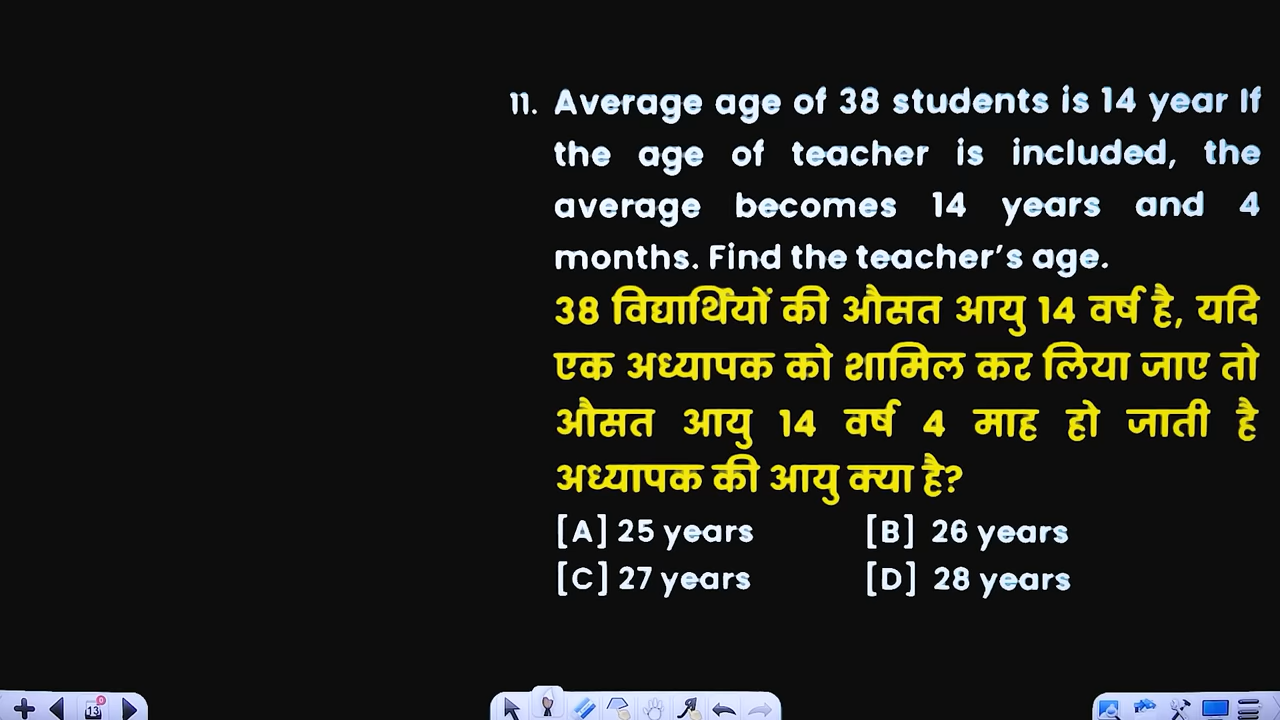 11. Average age of 38 students is 14 year If
the age of teacher is included, the
average becomes 14 years and 4
months. Find the teacher's age.
38 विद्यार्थियों की औसत आयु 14 वर्ष है, यदि
एक अध्यापक को शामिल कर लिया जाए तो
औसत आयु 14 वर्ष 4 माह हो जाती है
अध्यापक की आयु क्या है?
[A] 25 years [B] 26 years
[C] 27 years [D] 28 years
13